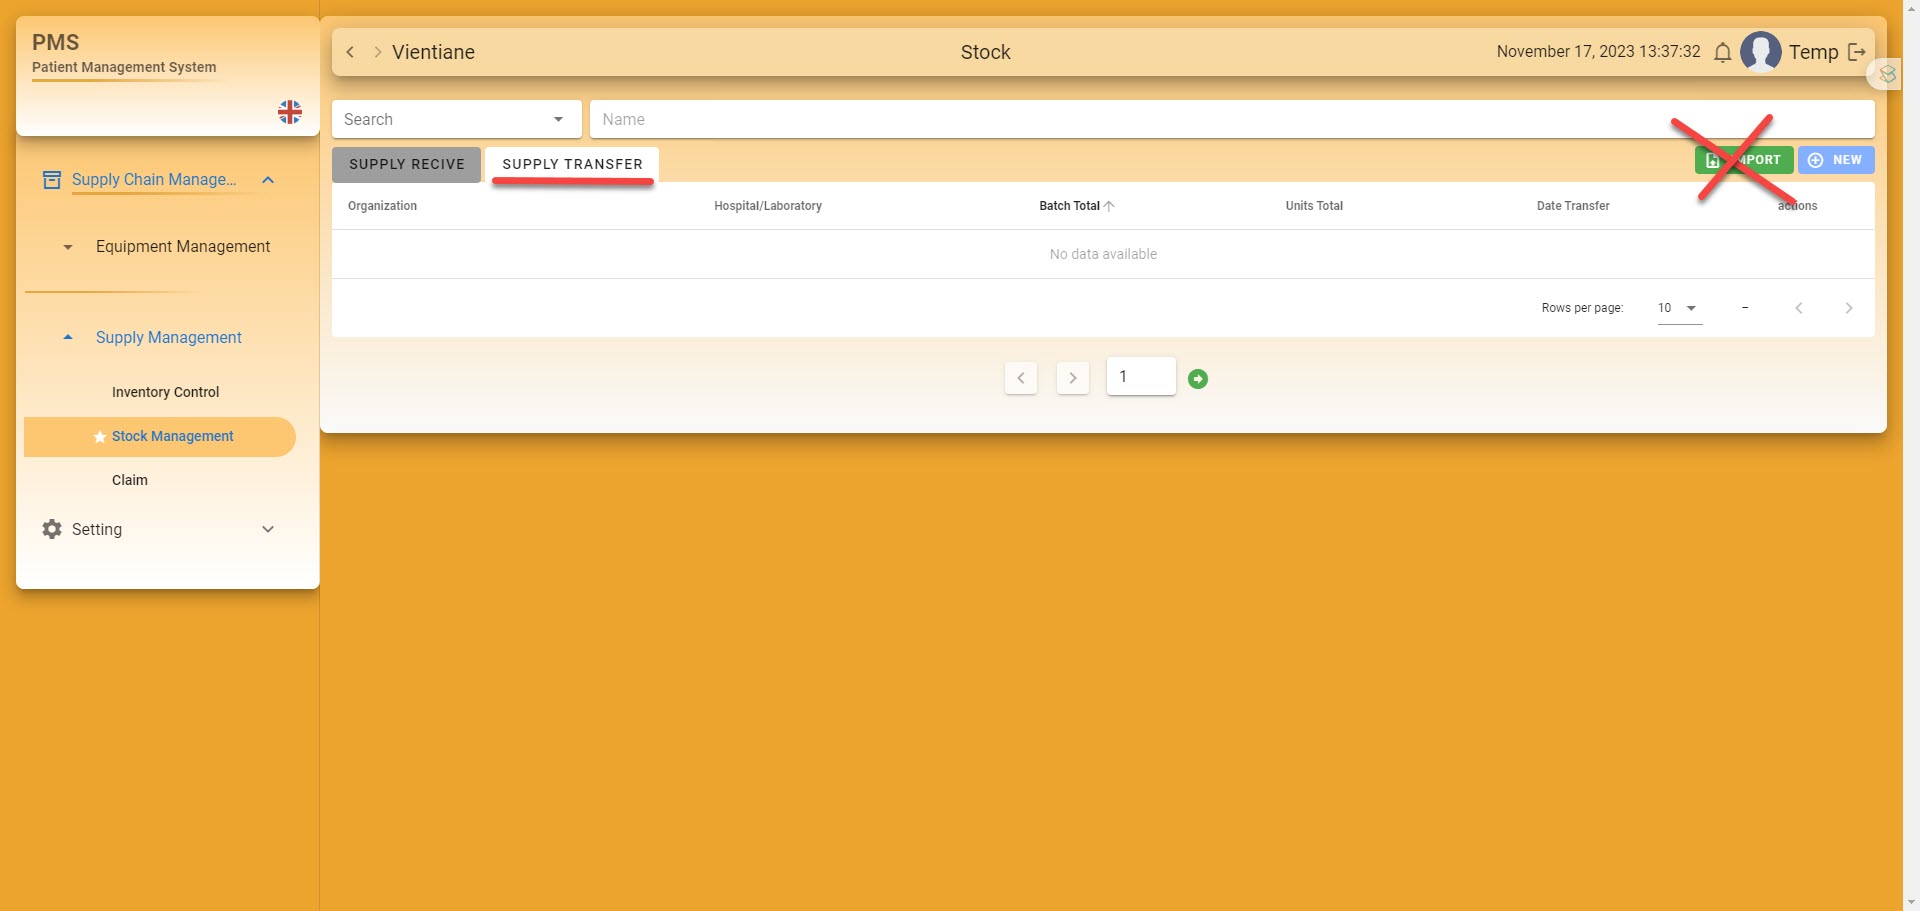 PMS
Patient Management System
Vientiane
Stock
November 17, 2023 13:37:32
Temp
Search
Name
SUPPLY RECIVE
SUPPLY TRANSFER
IMPORT
NEW
Supply Chain Manage...
Equipment Management
Supply Management
Inventory Control
Stock Management
Claim
Setting
Organization
Hospital/Laboratory
Batch Total
Units Total
Date Transfer
actions
No data available
Rows per page:
10
–
1